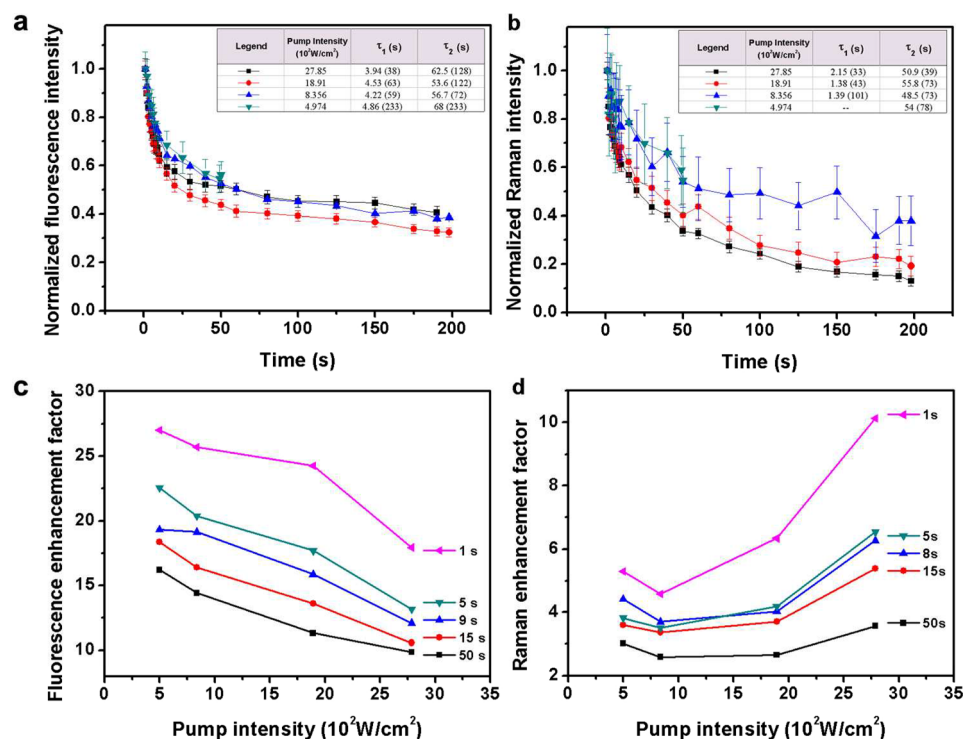 a
Normalized fluorescence intensity
1.0
0.8
0.6
0.4
0.2
0.0
0 50 100 150 200
Time (s)
Legend Pump Intensity (10²W/cm²) τ₁ (s) τ₂ (s)
27.85 3.94 (38) 62.5 (128)
18.91 4.53 (63) 53.6 (122)
8.356 4.22 (59) 56.7 (72)
4.974 4.86 (233) 68 (233)
b
Normalized Raman intensity
1.0
0.8
0.6
0.4
0.2
0.0
0 50 100 150 200
Time (s)
Legend Pump Intensity (10²W/cm²) τ₁ (s) τ₂ (s)
27.85 2.15 (33) 50.9 (39)
18.91 1.38 (43) 55.8 (73)
8.356 1.39 (101) 48.5 (73)
4.974 -- 54 (78)
c
Fluorescence enhancement factor
30
25
20
15
10
0 5 10 15 20 25 30 35
Pump intensity (10²W/cm²)
1 s
5 s
9 s
15 s
50 s
d
Raman enhancement factor
10
8
6
4
2
0 5 10 15 20 25 30 35
Pump intensity (10²W/cm²)
1s
5s
8s
15s
50s